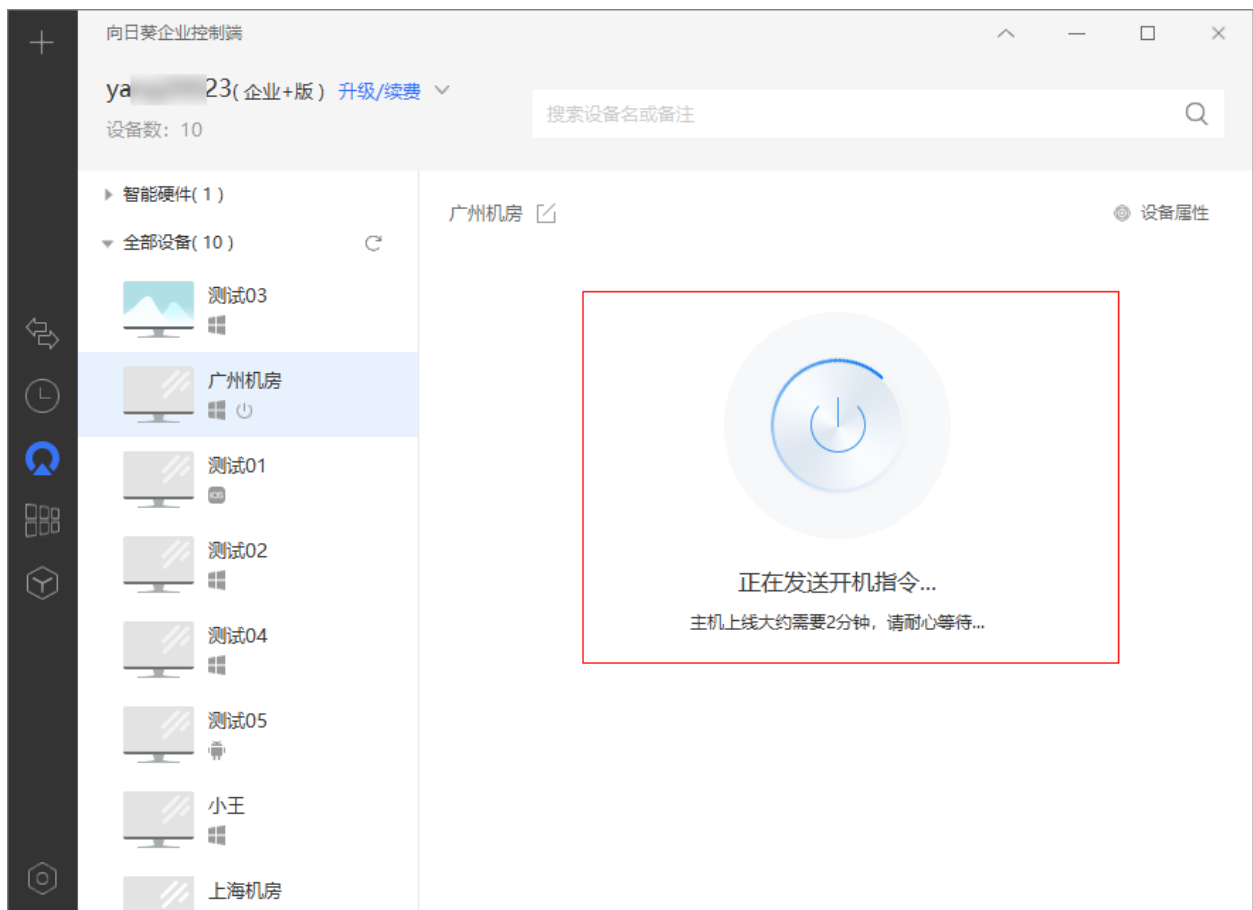 向日葵企业控制端
ya
23( 企业+版 ) 升级/续费
设备数：10
搜索设备名或备注
智能硬件( 1 )
全部设备( 10 )
测试03
广州机房
测试01
iOS
测试02
测试04
测试05
小王
上海机房
广州机房
设备属性
正在发送开机指令...
主机上线大约需要2分钟，请耐心等待...